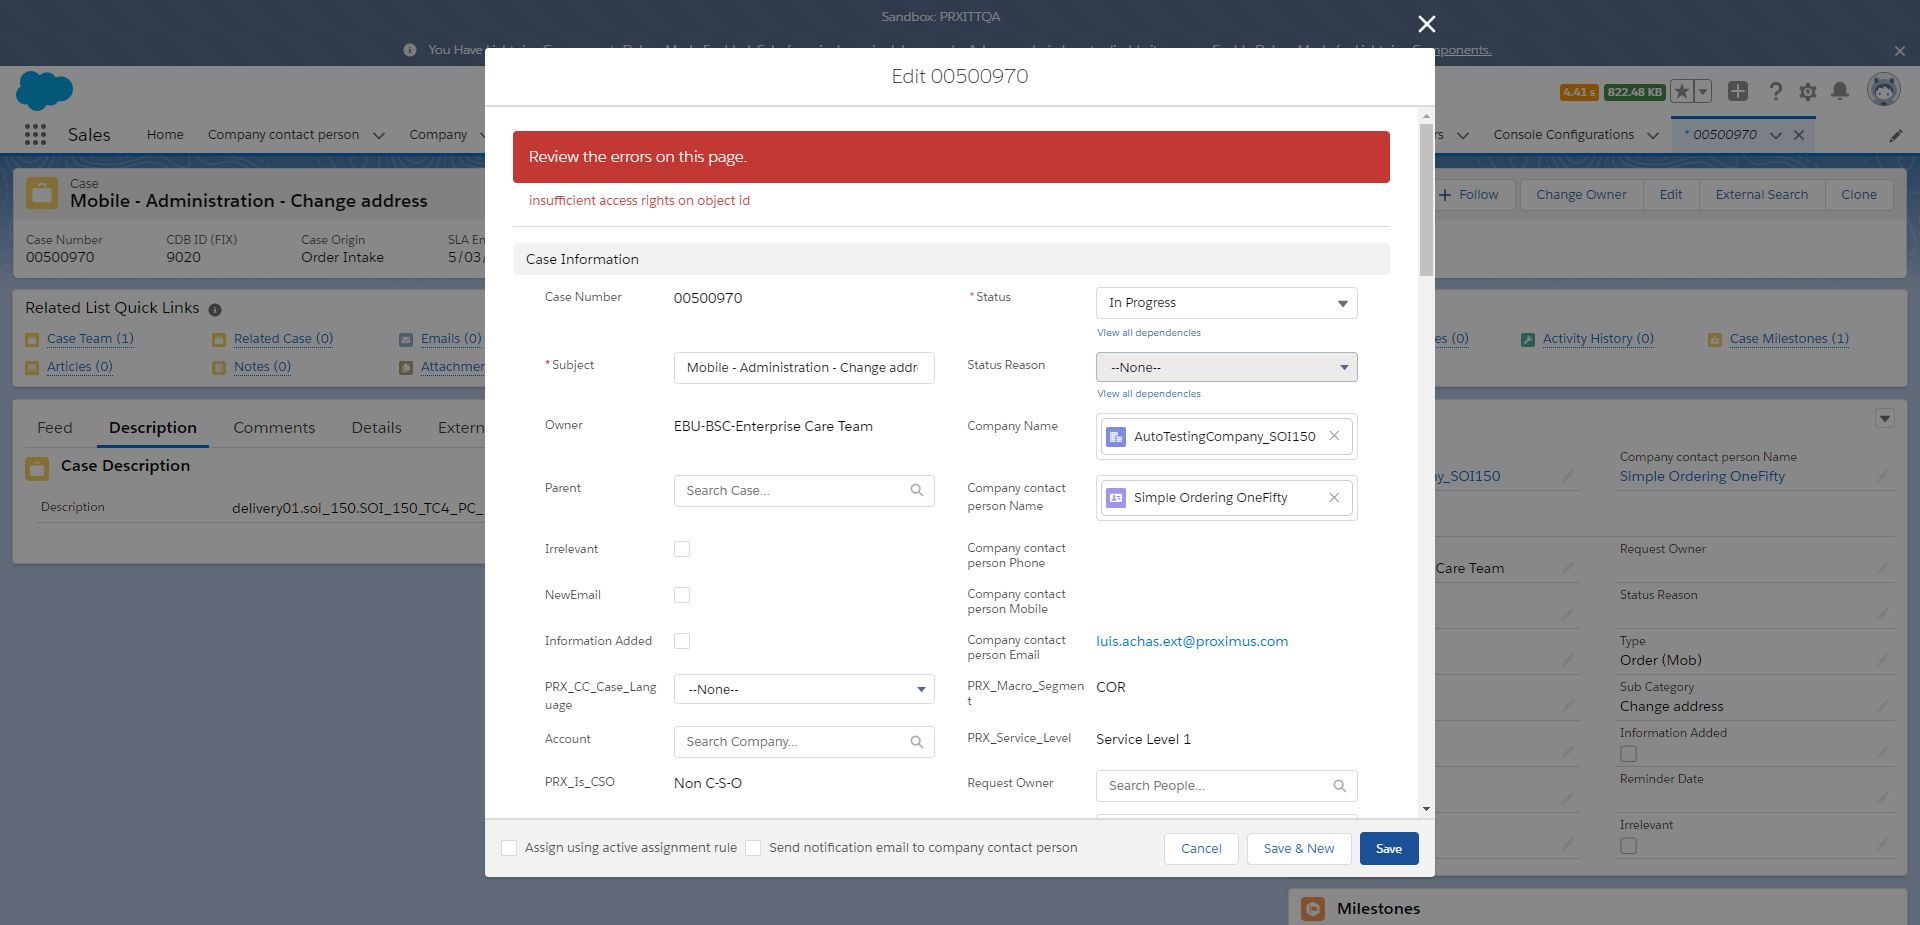 Sandbox: PRXITTQA
You Have
mponents.
Edit 00500970
4.41 s
822.48 KB
Sales
Home
Company contact person
Company
rs
Console Configurations
* 00500970
Review the errors on this page.
insufficient access rights on object id
Case
Mobile - Administration - Change address
Follow
Change Owner
Edit
External Search
Clone
Case Number
00500970
CDB ID (FIX)
9020
Case Origin
Order Intake
SLA En
5/03/
Related List Quick Links
Case Team (1)
Related Case (0)
Emails (0)
es (0)
Activity History (0)
Case Milestones (1)
Articles (0)
Notes (0)
Attachmen
Feed
Description
Comments
Details
Extern
Case Description
Description
delivery01.soi_150.SOI_150_TC4_PC_
Case Information
Case Number
00500970
* Status
In Progress
View all dependencies
* Subject
Mobile - Administration - Change addr
Status Reason
--None--
View all dependencies
Owner
EBU-BSC-Enterprise Care Team
Company Name
AutoTestingCompany_SOI150
Parent
Search Case...
Company contact
person Name
Simple Ordering OneFifty
Irrelevant
Company contact
person Phone
NewEmail
Company contact
person Mobile
Information Added
Company contact
person Email
luis.achas.ext@proximus.com
PRX_CC_Case_Lang
uage
--None--
PRX_Macro_Segmen
t
COR
Account
Search Company...
PRX_Service_Level
Service Level 1
PRX_Is_CSO
Non C-S-O
Request Owner
Search People...
Assign using active assignment rule
Send notification email to company contact person
Cancel
Save & New
Save
y_SOI150
Company contact person Name
Simple Ordering OneFifty
Care Team
Request Owner
Status Reason
Type
Order (Mob)
Sub Category
Change address
Information Added
Reminder Date
Irrelevant
Milestones